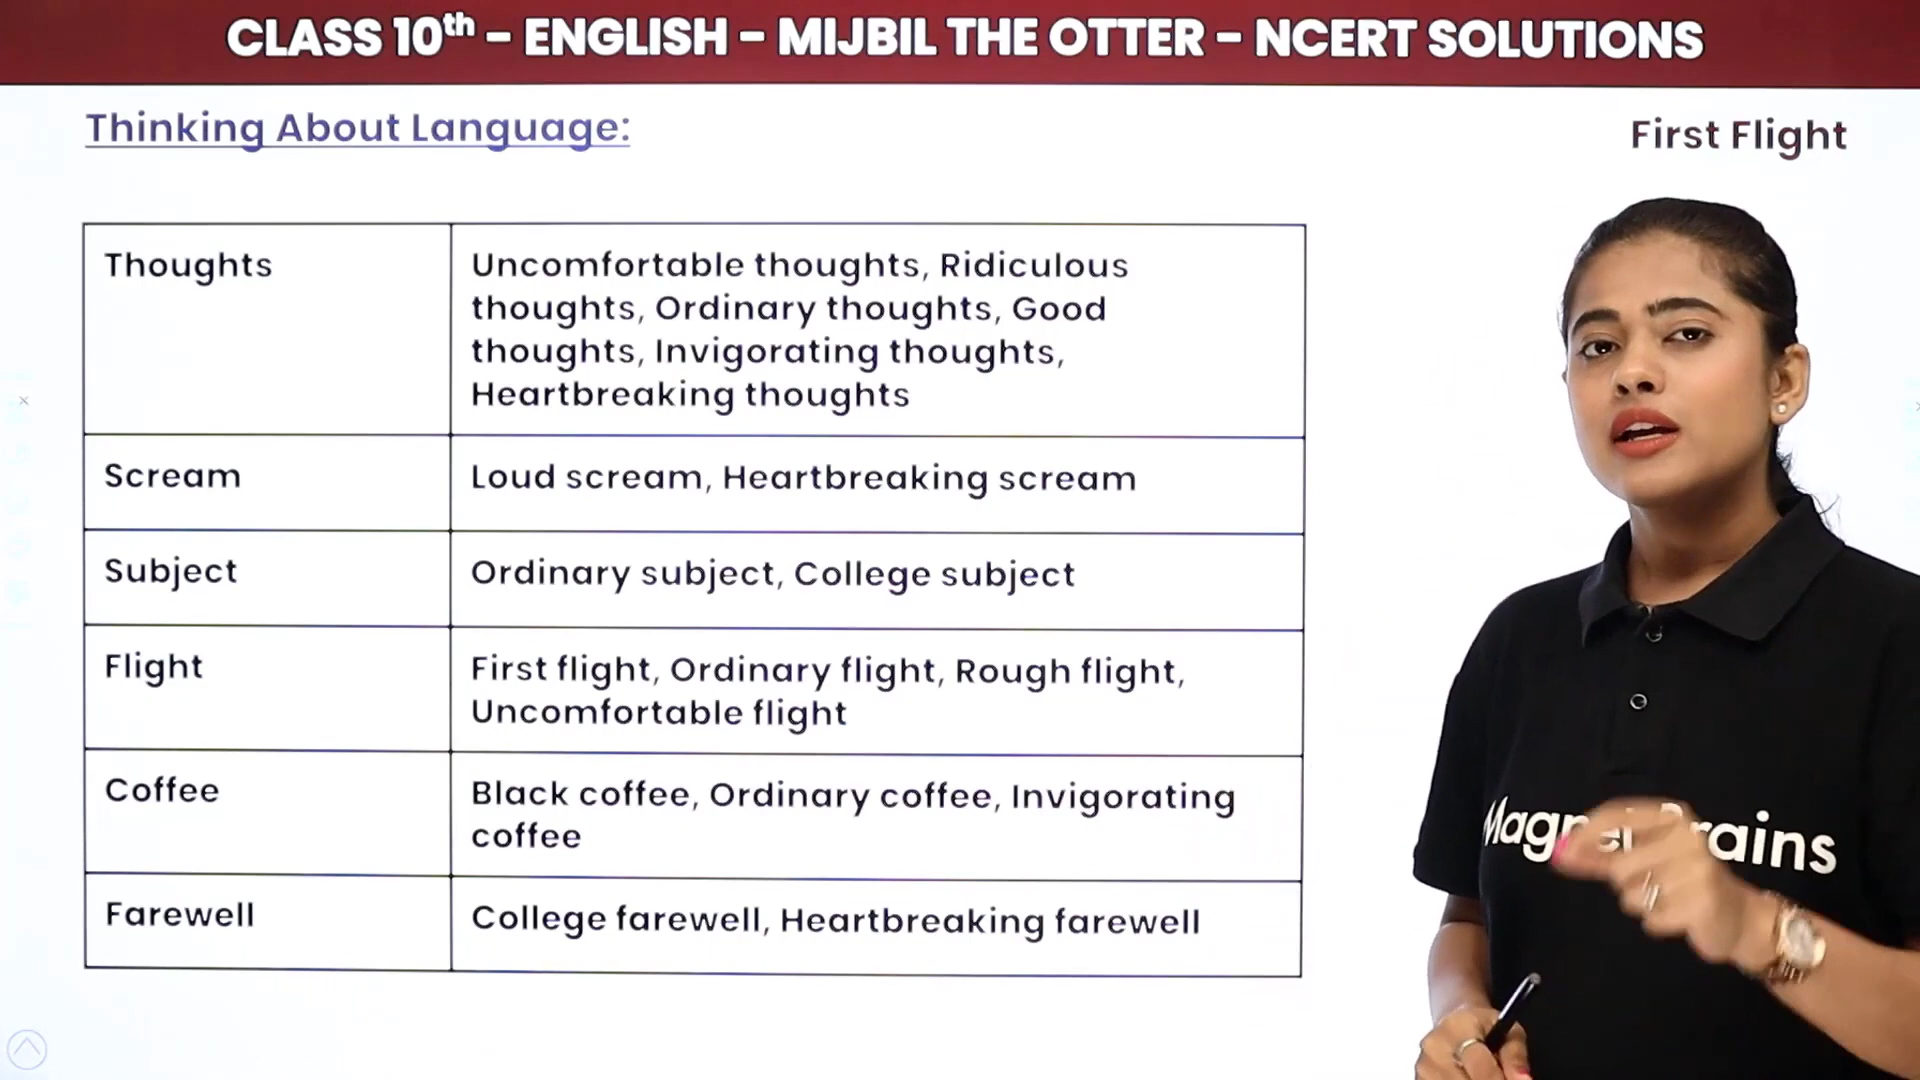 CLASS 10th - ENGLISH - MIJBIL THE OTTER - NCERT SOLUTIONS
Thinking About Language:
First Flight
Thoughts
Uncomfortable thoughts, Ridiculous
thoughts, Ordinary thoughts, Good
thoughts, Invigorating thoughts,
Heartbreaking thoughts
Scream
Loud scream, Heartbreaking scream
Subject
Ordinary subject, College subject
Flight
First flight, Ordinary flight, Rough flight,
Uncomfortable flight
Coffee
Black coffee, Ordinary coffee, Invigorating
coffee
Farewell
College farewell, Heartbreaking farewell